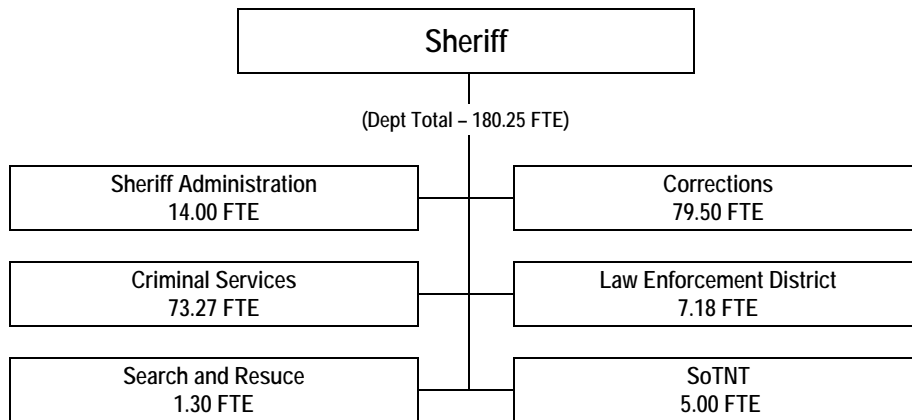 Sheriff
(Dept Total – 180.25 FTE)
Sheriff Administration
14.00 FTE
Corrections
79.50 FTE
Criminal Services
73.27 FTE
Law Enforcement District
7.18 FTE
Search and Resuce
1.30 FTE
SoTNT
5.00 FTE